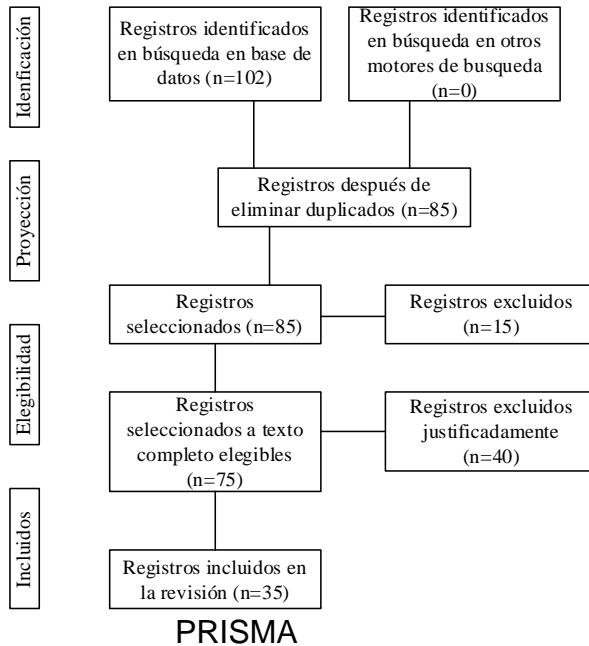 Idenficación
Registros identificados
en búsqueda en base de
datos (n=102)
Registros identificados
en búsqueda en otros
motores de busqueda
(n=0)
Proyección
Registros después de
eliminar duplicados (n=85)
Registros
seleccionados (n=85)
Registros excluidos
(n=15)
Elegibilidad
Registros
seleccionados a texto
completo elegibles
(n=75)
Registros excluidos
justificadamente
(n=40)
Incluidos
Registros incluidos en
la revisión (n=35)
PRISMA